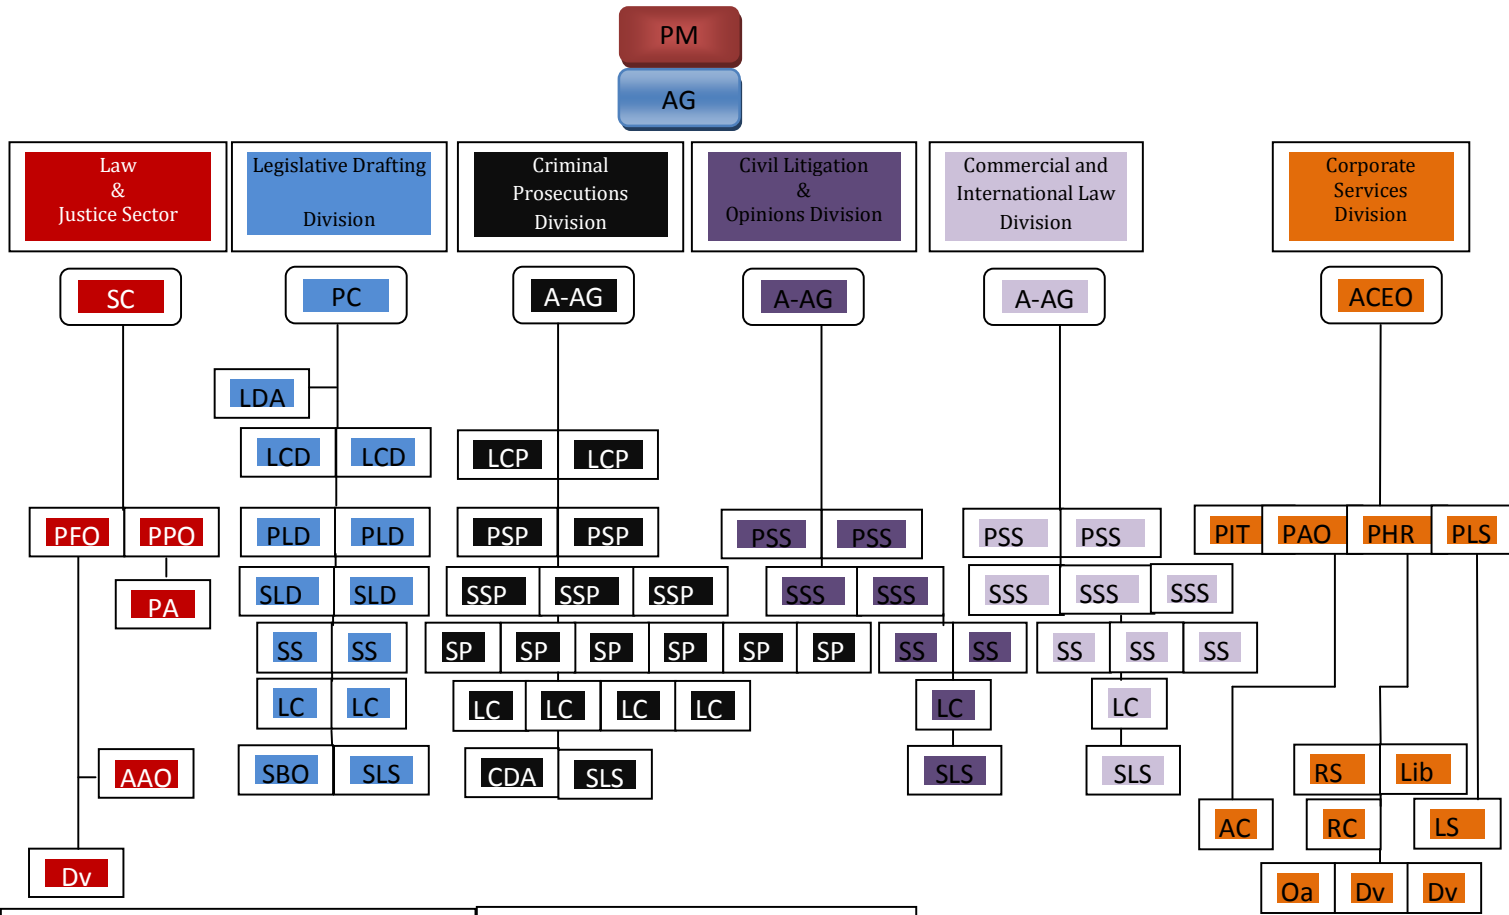 PM
AG
Law
&
Justice Sector
Legislative Drafting
Division
Criminal
Prosecutions
Division
Civil Litigation
&
Opinions Division
Commercial and
International Law
Division
Corporate
Services
Division
SC
PC
A-AG
A-AG
A-AG
ACEO
LDA
LCD LCD
LCP LCP
PFO PPO
PLD PLD
PSP PSP
PSS PSS
PSS PSS
PIT PAO PHR PLS
PA
SLD SLD
SSP SSP SSP
SSS SSS
SSS SSS SSS
SS SS
SP SP SP SP SP SP
SS SS
SS SS SS
LC LC
LC LC LC LC
LC
LC
AAO
SBO SLS
CDA SLS
SLS
SLS
RS Lib
AC
RC
LS
Dv
Oa Dv Dv